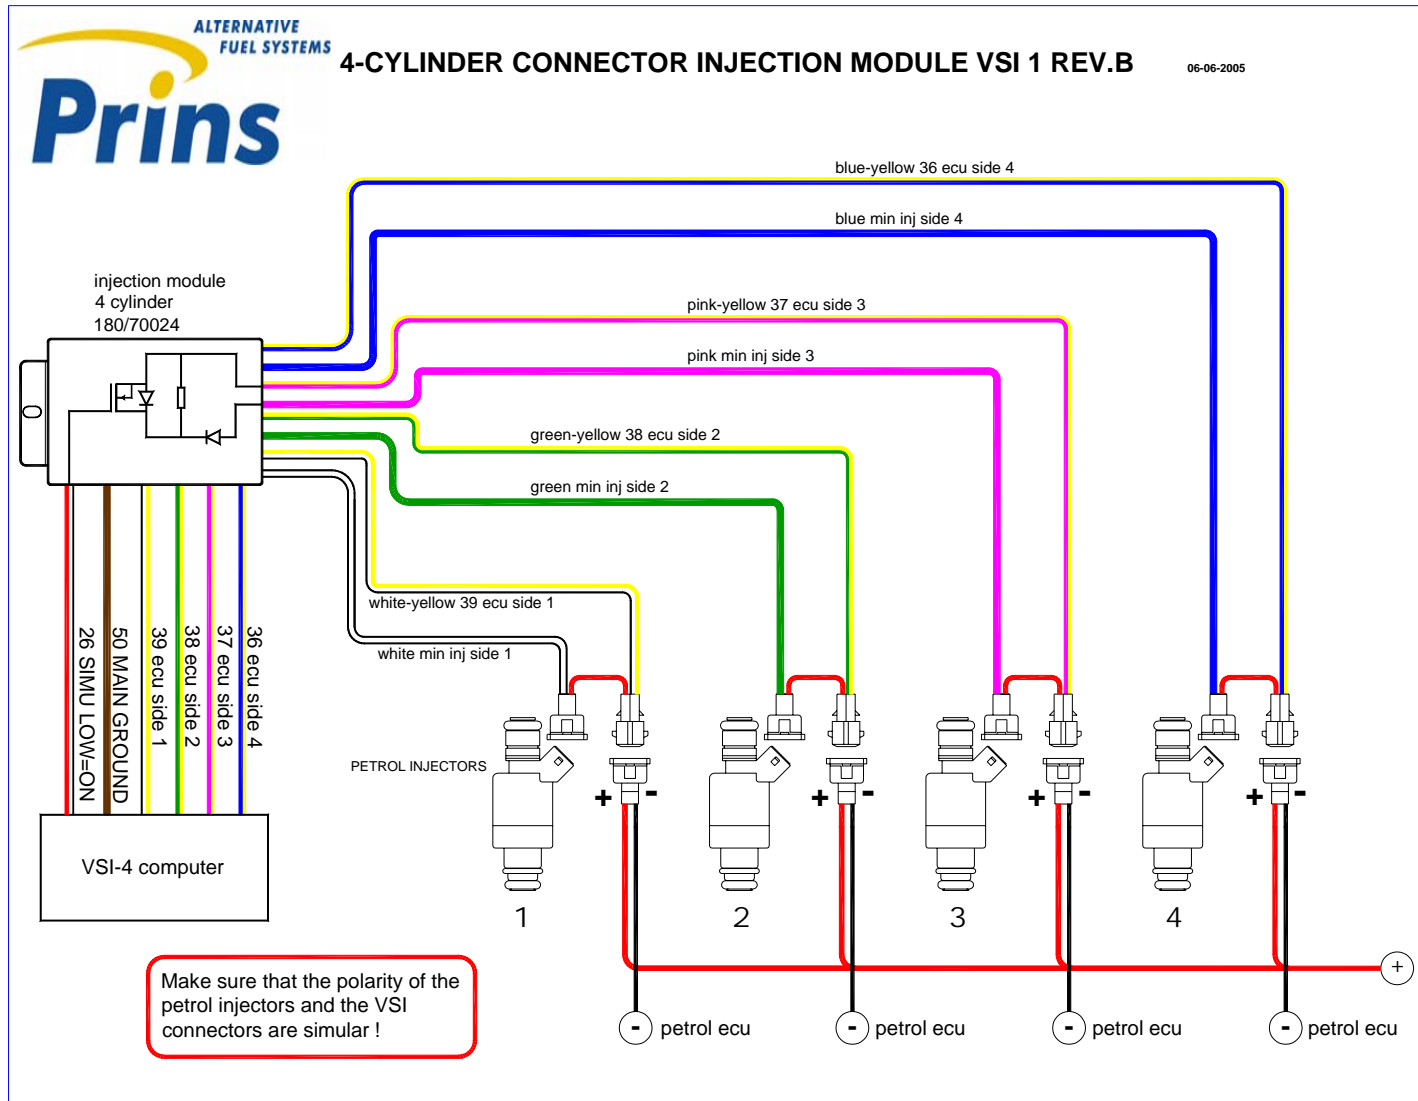 ALTERNATIVE
FUEL SYSTEMS
Prins
4-CYLINDER CONNECTOR INJECTION MODULE VSI 1 REV.B
06-06-2005
blue-yellow 36 ecu side 4
blue min inj side 4
injection module
4 cylinder
180/70024
pink-yellow 37 ecu side 3
pink min inj side 3
green-yellow 38 ecu side 2
green min inj side 2
white-yellow 39 ecu side 1
white min inj side 1
26 SIMU LOW=ON
50 MAIN GROUND
39 ecu side 1
38 ecu side 2
37 ecu side 3
36 ecu side 4
PETROL INJECTORS
+ -
+ -
+ -
+ -
VSI-4 computer
1
2
3
4
Make sure that the polarity of the
petrol injectors and the VSI
connectors are simular !
+
- petrol ecu
- petrol ecu
- petrol ecu
- petrol ecu